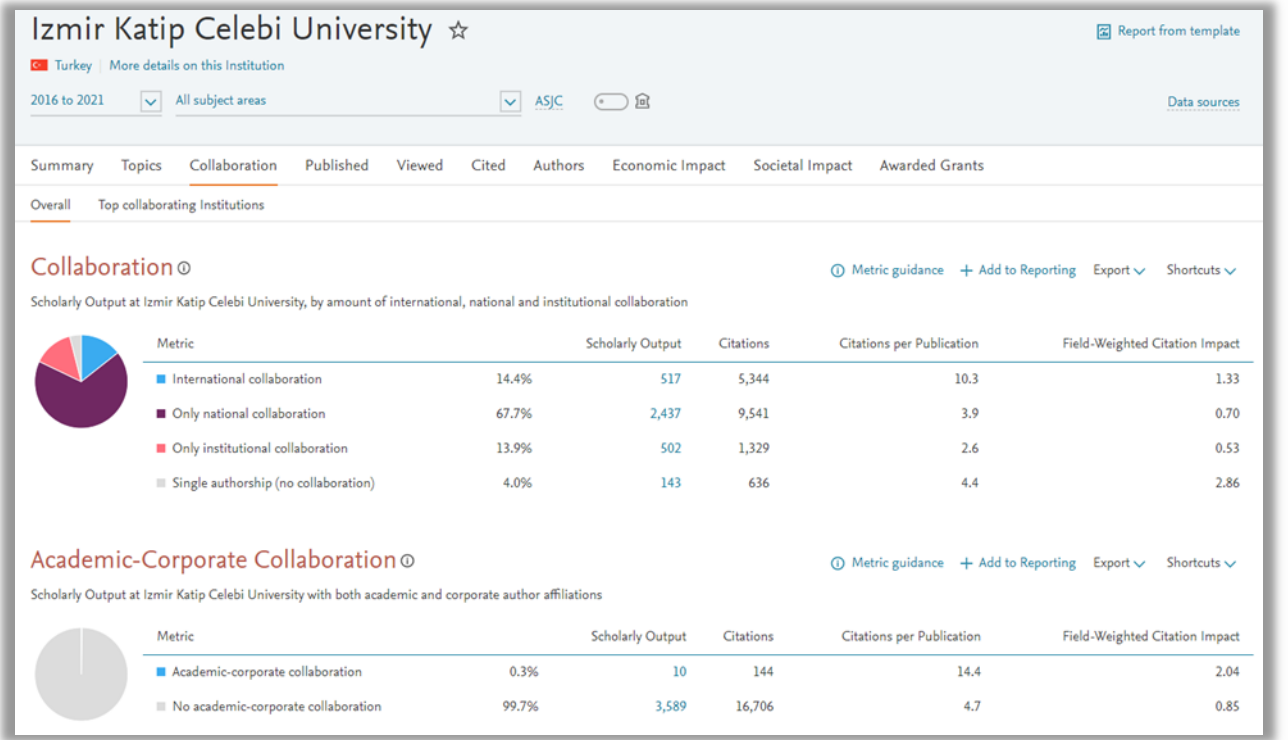 Izmir Katip Celebi University
Report from template
Turkey More details on this Institution
2016 to 2021 All subject areas ASJC
Data sources
Summary Topics Collaboration Published Viewed Cited Authors Economic Impact Societal Impact Awarded Grants
Overall Top collaborating Institutions
Collaboration
Metric guidance + Add to Reporting Export Shortcuts
Scholarly Output at Izmir Katip Celebi University, by amount of international, national and institutional collaboration
Metric Scholarly Output Citations Citations per Publication Field-Weighted Citation Impact
International collaboration 14.4% 517 5,344 10.3 1.33
Only national collaboration 67.7% 2,437 9,541 3.9 0.70
Only institutional collaboration 13.9% 502 1,329 2.6 0.53
Single authorship (no collaboration) 4.0% 143 636 4.4 2.86
Academic-Corporate Collaboration
Metric guidance + Add to Reporting Export Shortcuts
Scholarly Output at Izmir Katip Celebi University with both academic and corporate author affiliations
Metric Scholarly Output Citations Citations per Publication Field-Weighted Citation Impact
Academic-corporate collaboration 0.3% 10 144 14.4 2.04
No academic-corporate collaboration 99.7% 3,589 16,706 4.7 0.85